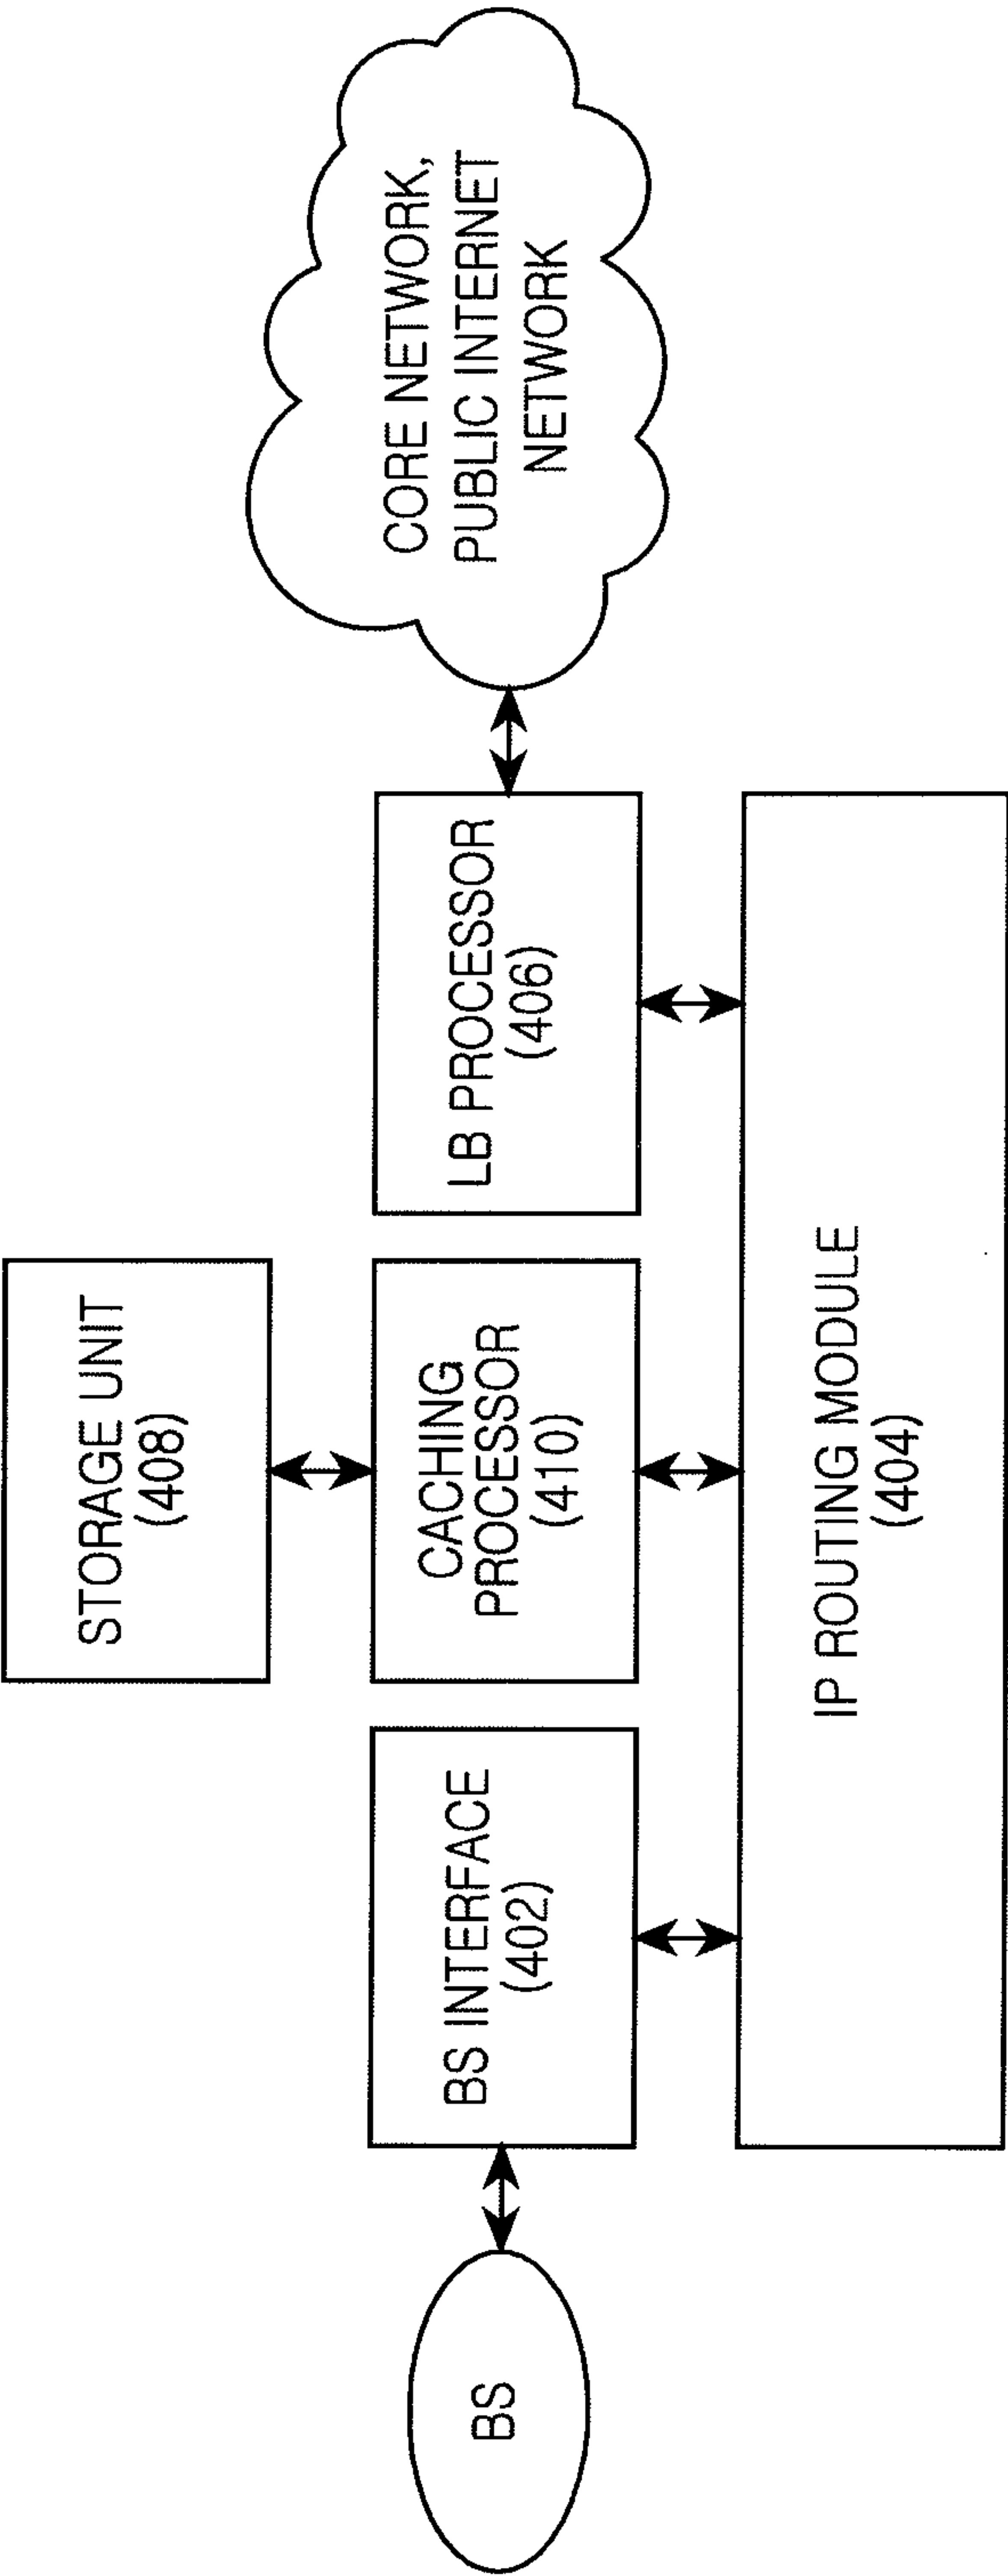 STORAGE UNIT
(408)
BS
BS INTERFACE
(402)
CACHING
PROCESSOR
(410)
LB PROCESSOR
(406)
CORE NETWORK,
PUBLIC INTERNET
NETWORK
IP ROUTING MODULE
(404)